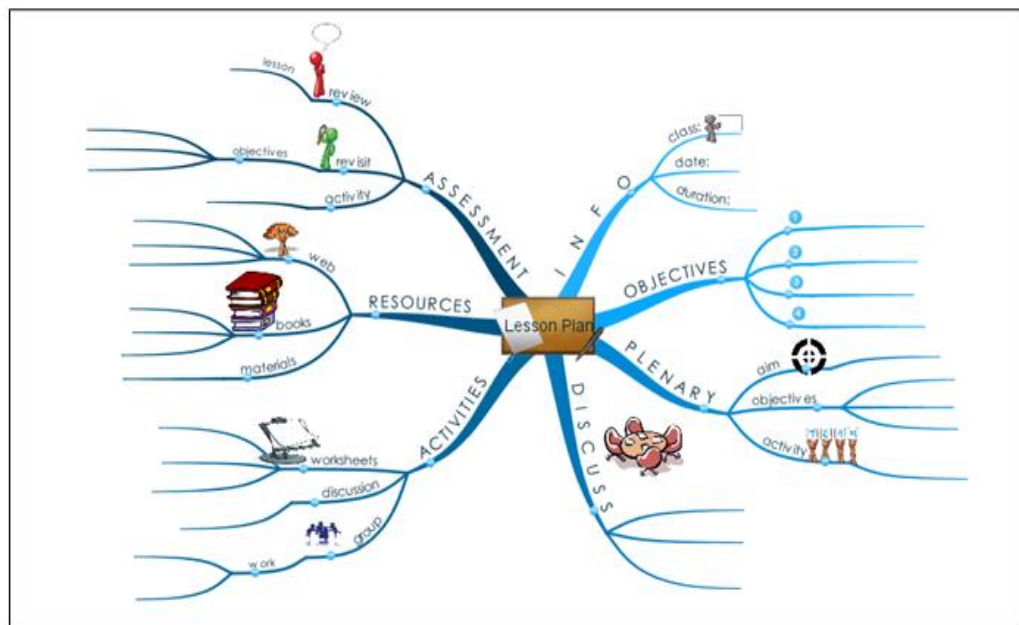 Lesson Plan
INFO
class:
date:
duration:
OBJECTIVES
1
2
3
4
PLENARY
aim
objectives
activity
DISCUSS
ACTIVITIES
worksheets
discussion
group
work
RESOURCES
web
books
materials
ASSESSMENT
review
lesson
revisit
objectives
activity